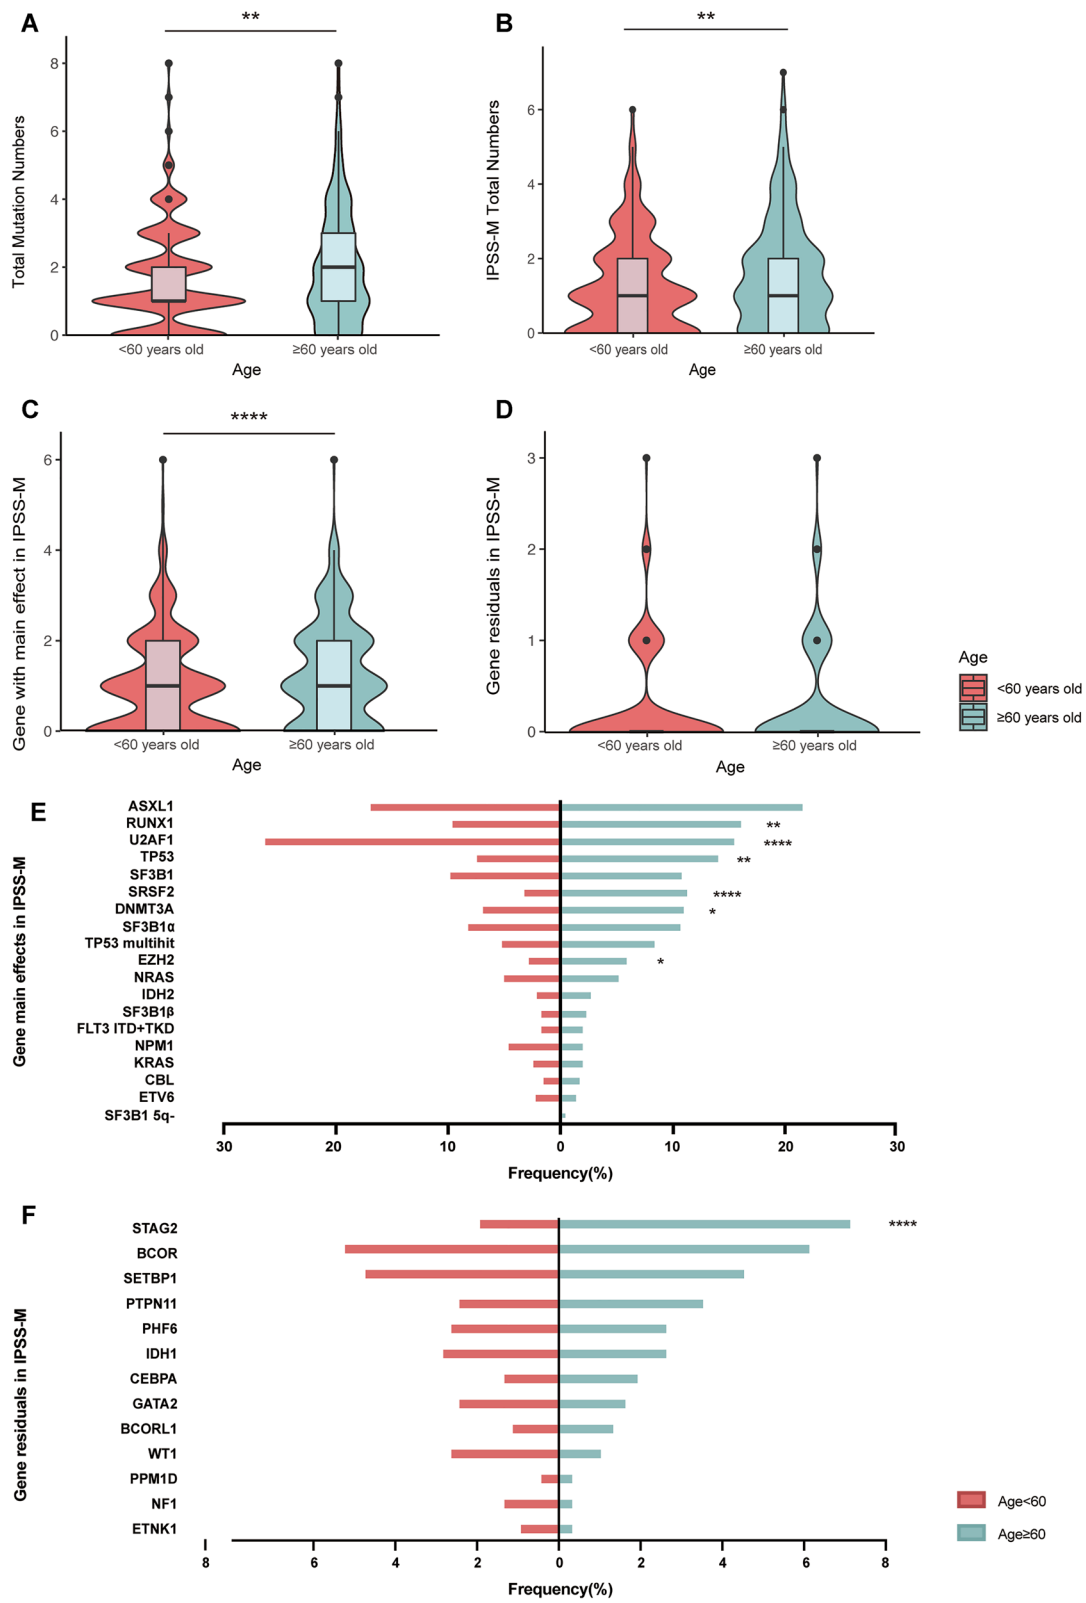 A
**
Total Mutation Numbers
8
6
4
2
0
<60 years old
≥60 years old
Age
B
**
IPSS-M Total Numbers
6
4
2
0
<60 years old
≥60 years old
Age
C
****
Gene with main effect in IPSS-M
6
4
2
0
<60 years old
≥60 years old
Age
D
Gene residuals in IPSS-M
3
2
1
0
<60 years old
≥60 years old
Age
Age
<60 years old
≥60 years old
E
Gene main effects in IPSS-M
ASXL1
RUNX1 **
U2AF1 ****
TP53 **
SF3B1
SRSF2 ****
DNMT3A *
SF3B1α
TP53 multihit
EZH2 *
NRAS
IDH2
SF3B1β
FLT3 ITD+TKD
NPM1
KRAS
CBL
ETV6
SF3B1 5q-
30 20 10 0 10 20 30
Frequency(%)
F
Gene residuals in IPSS-M
STAG2 ****
BCOR
SETBP1
PTPN11
PHF6
IDH1
CEBPA
GATA2
BCORL1
WT1
PPM1D
NF1
ETNK1
8 6 4 2 0 2 4 6 8
Frequency(%)
Age<60
Age≥60